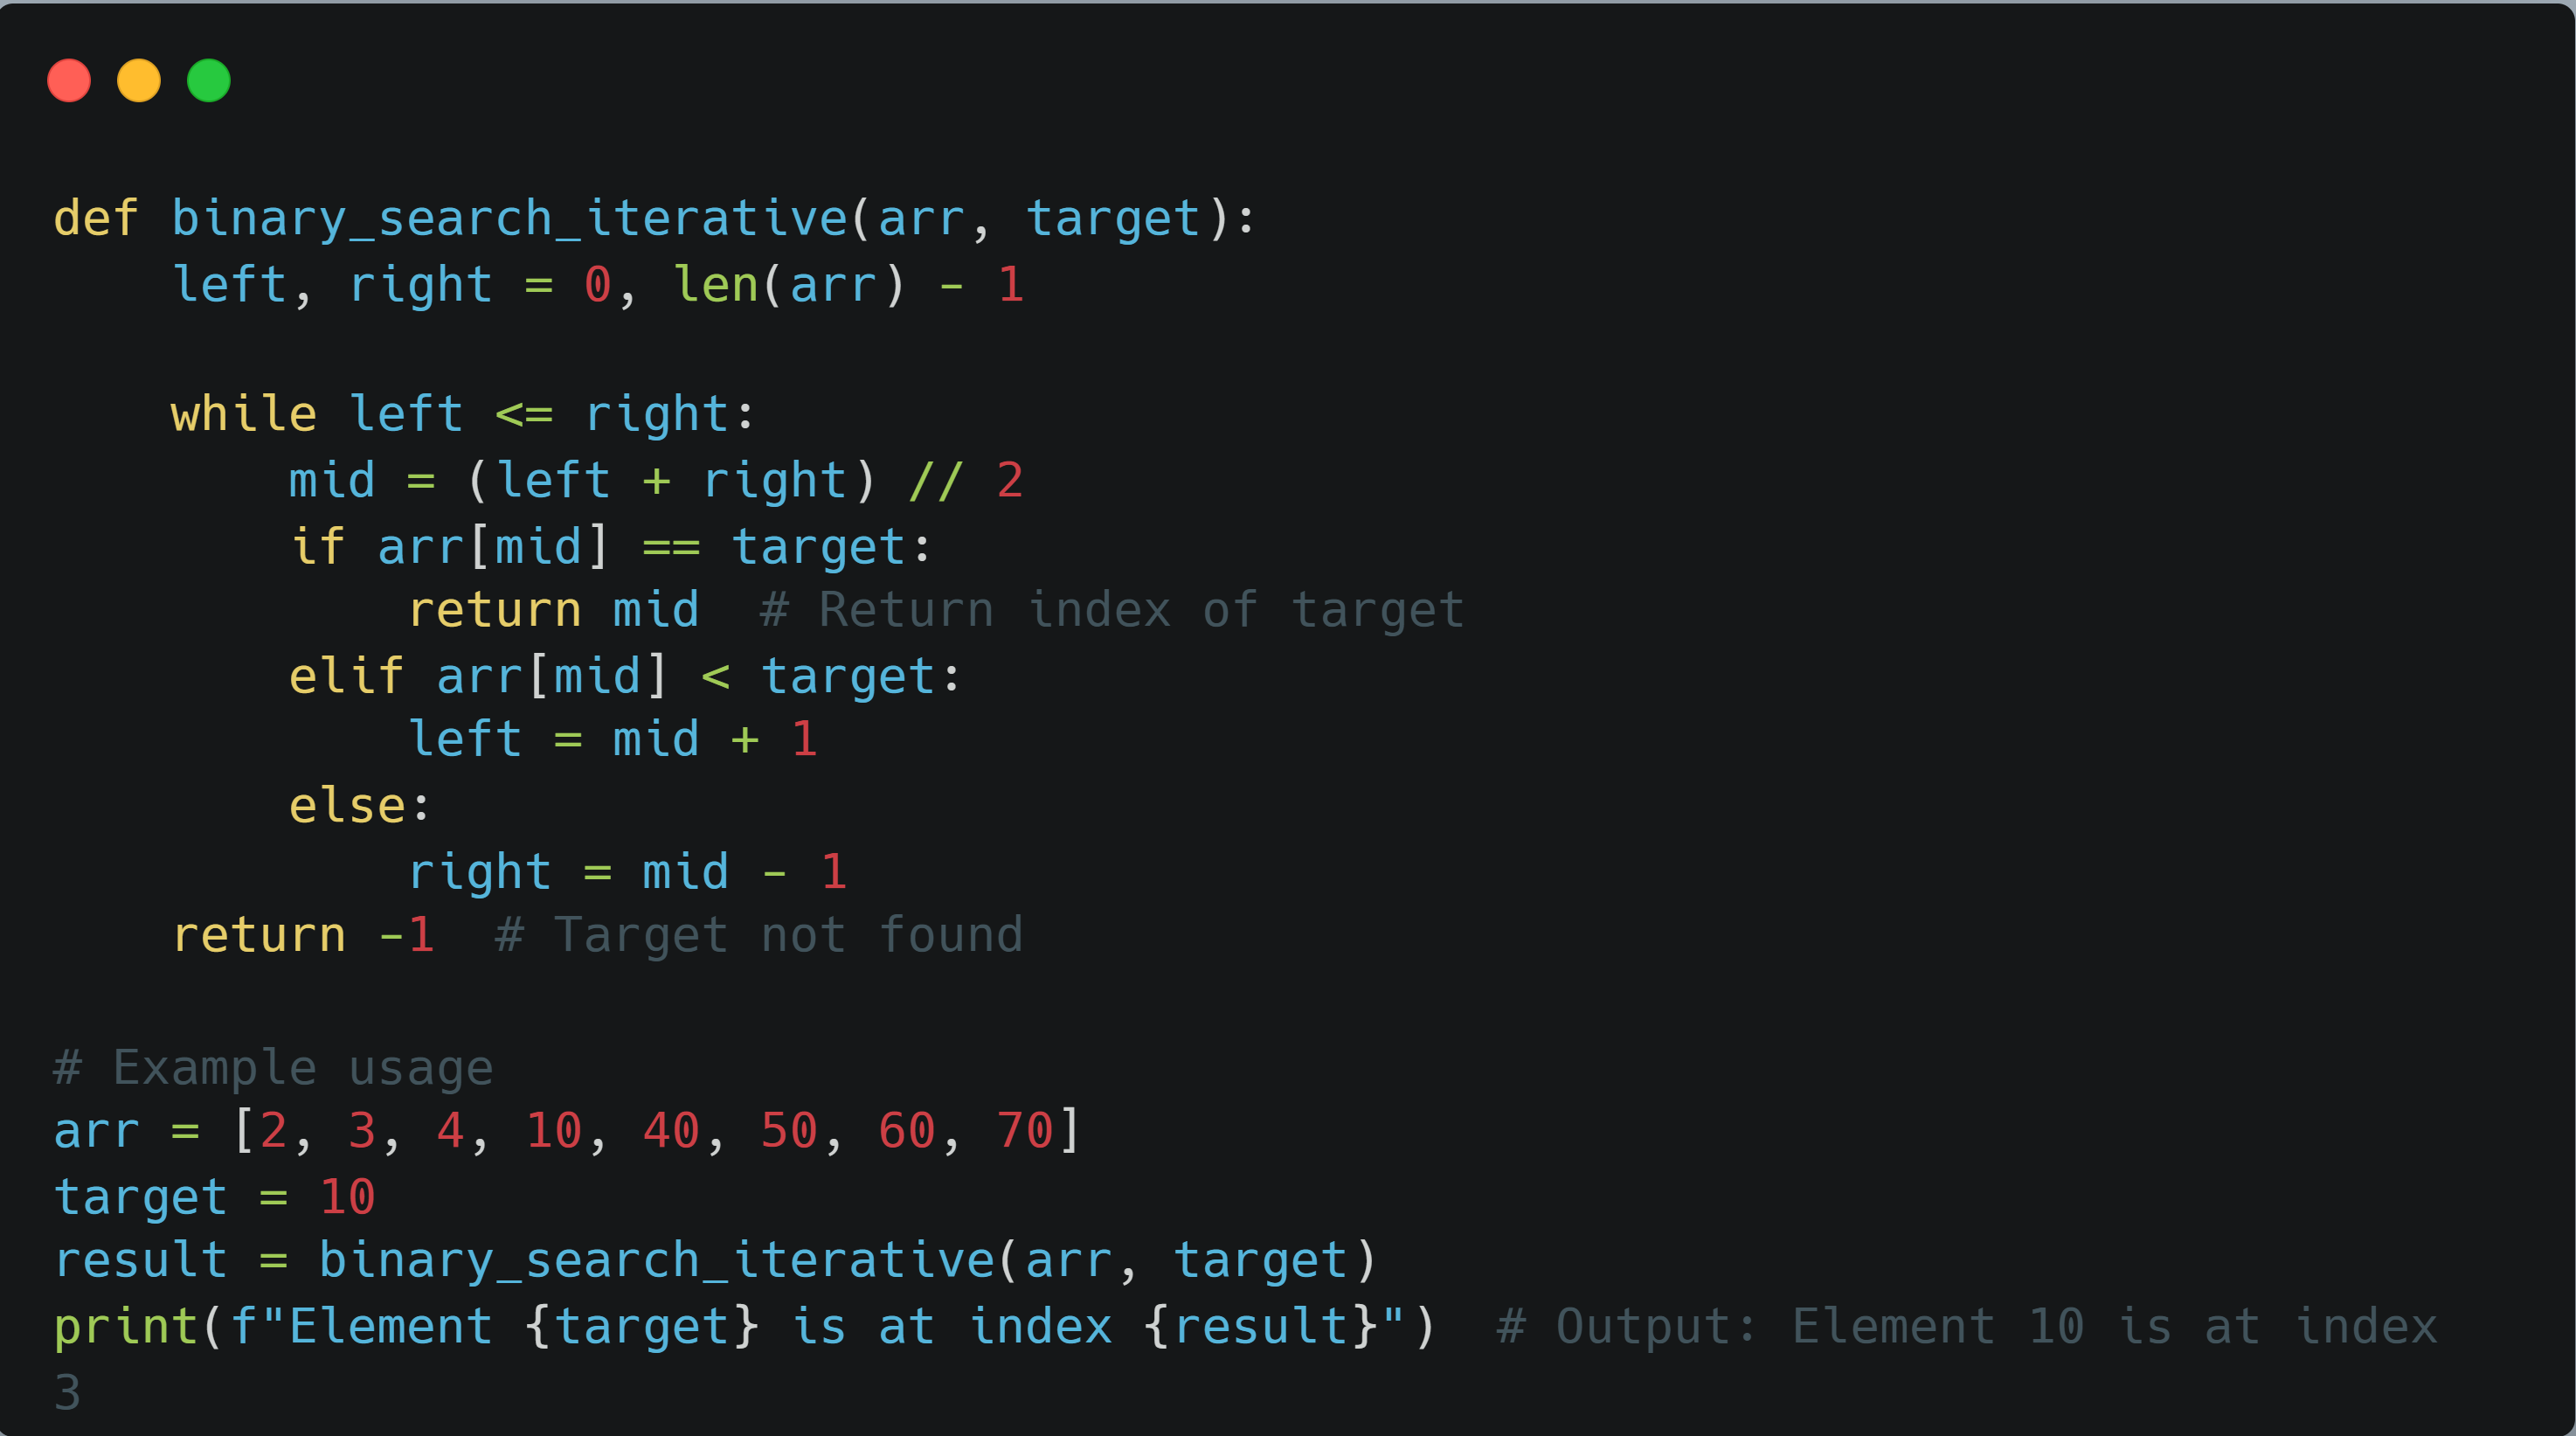 def binary_search_iterative(arr, target):
    left, right = 0, len(arr) - 1

    while left <= right:
        mid = (left + right) // 2
        if arr[mid] == target:
            return mid  # Return index of target
        elif arr[mid] < target:
            left = mid + 1
        else:
            right = mid - 1
    return -1  # Target not found

# Example usage
arr = [2, 3, 4, 10, 40, 50, 60, 70]
target = 10
result = binary_search_iterative(arr, target)
print(f"Element {target} is at index {result}")  # Output: Element 10 is at index
3